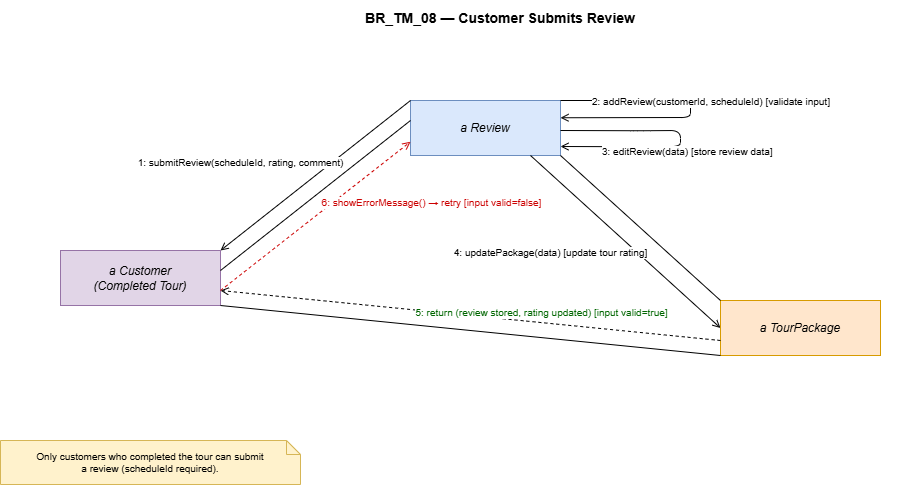 BR_TM_08 — Customer Submits Review
2: addReview(customerId, scheduleId) [validate input]
a Review
3: editReview(data) [store review data]
1: submitReview(scheduleId, rating, comment)
6: showErrorMessage() → retry [input valid=false]
4: updatePackage(data) [update tour rating]
a Customer
(Completed Tour)
5: return (review stored, rating updated) [input valid=true]
a TourPackage
Only customers who completed the tour can submit
a review (scheduleId required).